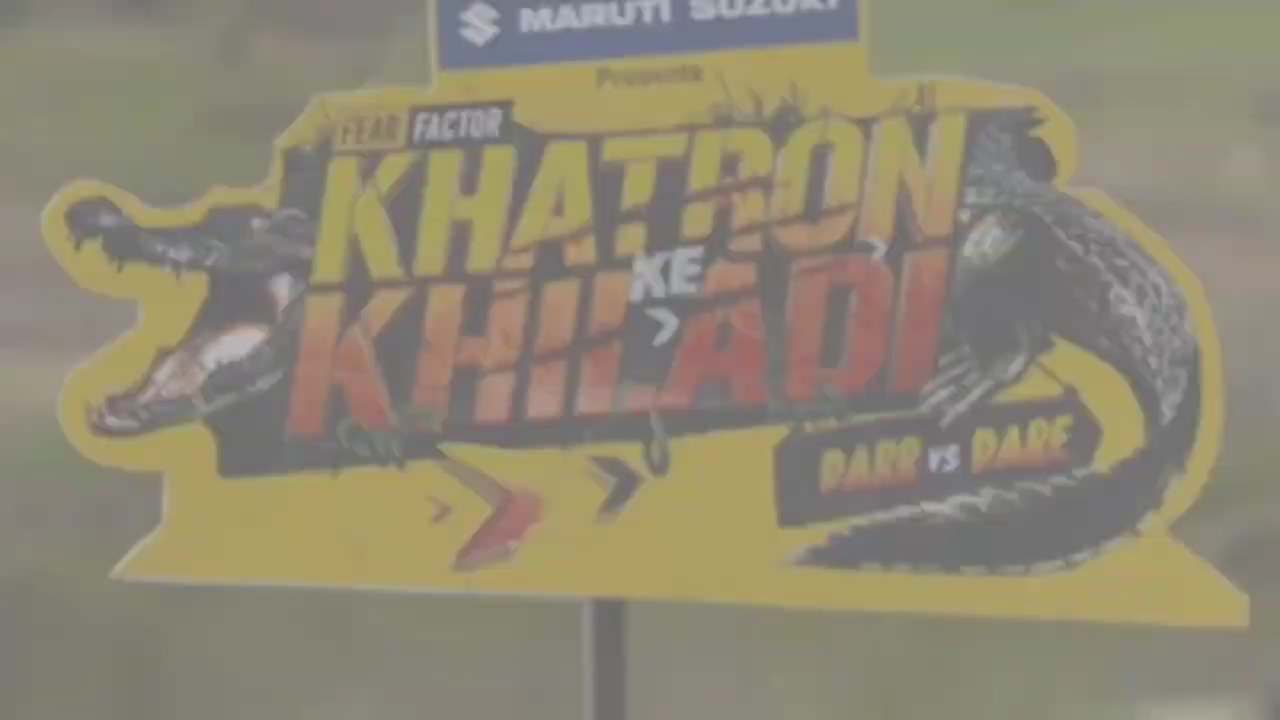 MARUTI SUZUKI
Presents
FEAR FACTOR
KHATRON
KE
KHILADI
DARR vs DARE